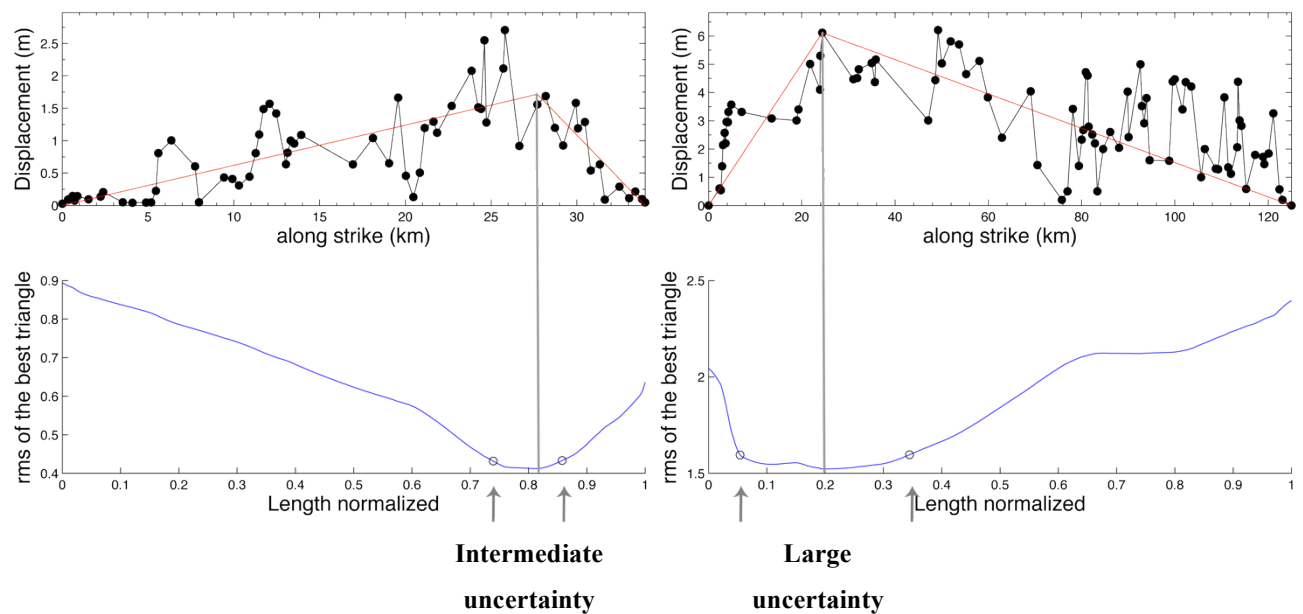 Displacement (m)
2.5
2
1.5
1
0.5
0
0 5 10 15 20 25 30
along strike (km)
Displacement (m)
6
5
4
3
2
1
0
0 20 40 60 80 100 120
along strike (km)
rms of the best triangle
0.9
0.8
0.7
0.6
0.5
0.4
0 0.1 0.2 0.3 0.4 0.5 0.6 0.7 0.8 0.9 1
Length normalized
rms of the best triangle
2.5
2
1.5
0 0.1 0.2 0.3 0.4 0.5 0.6 0.7 0.8 0.9 1
Length normalized
Intermediate
uncertainty
Large
uncertainty